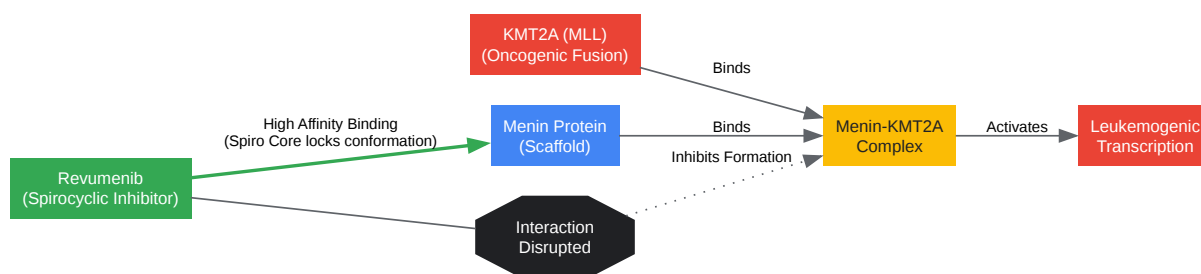 KMT2A (MLL)
(Oncogenic Fusion)
Binds
High Affinity Binding
(Spiro Core locks conformation)
Menin Protein
(Scaffold)
Binds
Menin-KMT2A
Complex
Activates
Leukemogenic
Transcription
Inhibits Formation
Revumenib
(Spirocyclic Inhibitor)
Interaction
Disrupted